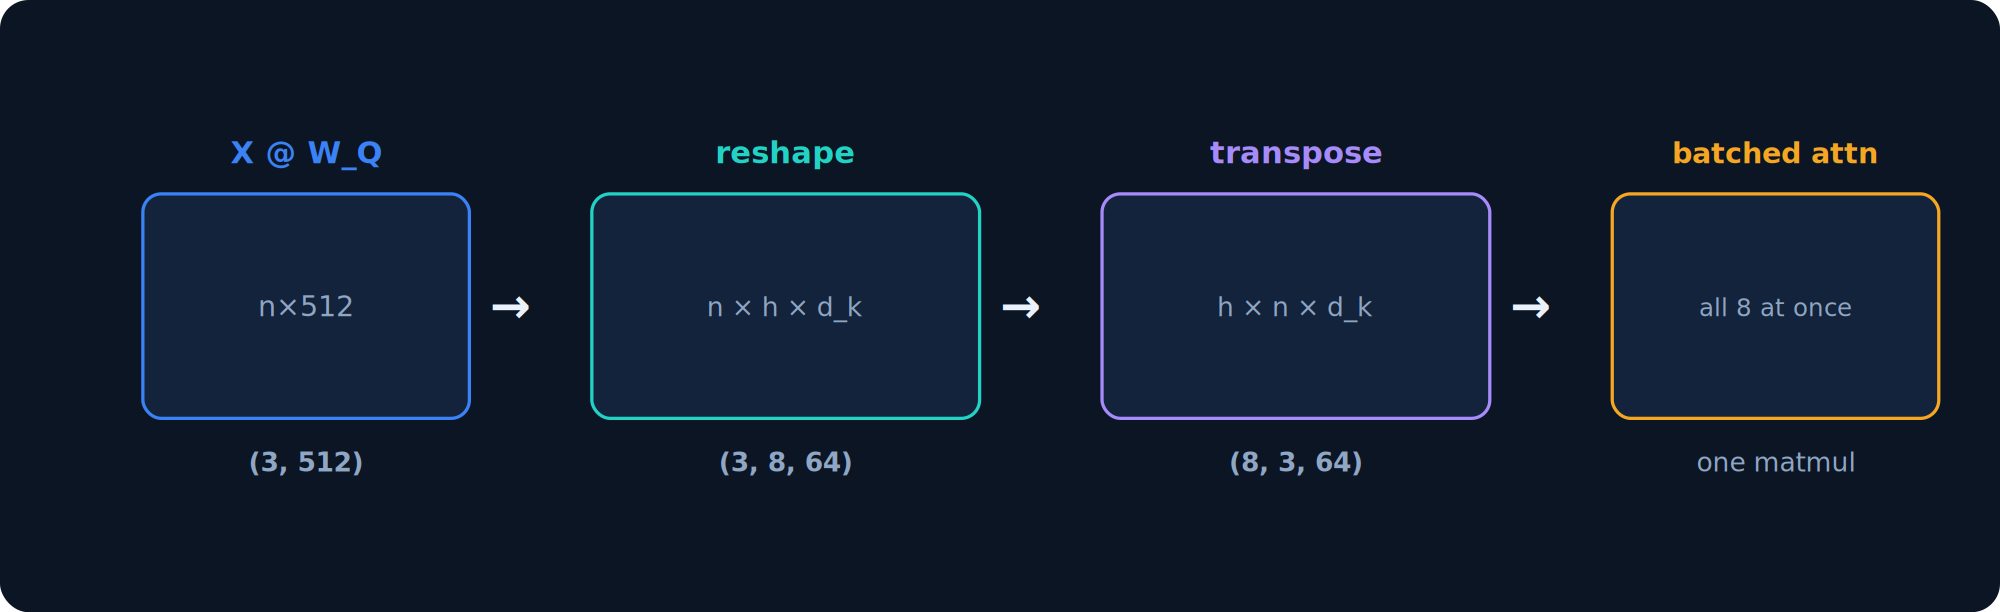 X @ W_Q
reshape
transpose
batched attn
n×512
→
n × h × d_k
→
h × n × d_k
→
all 8 at once
(3, 512)
(3, 8, 64)
(8, 3, 64)
one matmul